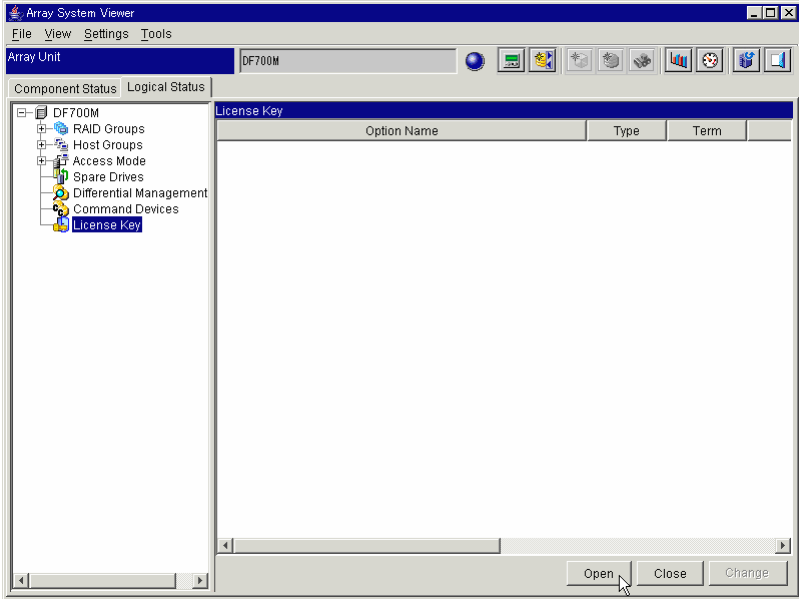 Array System Viewer
File View Settings Tools
Array Unit
DF700M
Component Status
Logical Status
DF700M
RAID Groups
Host Groups
Access Mode
Spare Drives
Differential Management
Command Devices
License Key
License Key
Option Name Type Term
Open Close Change